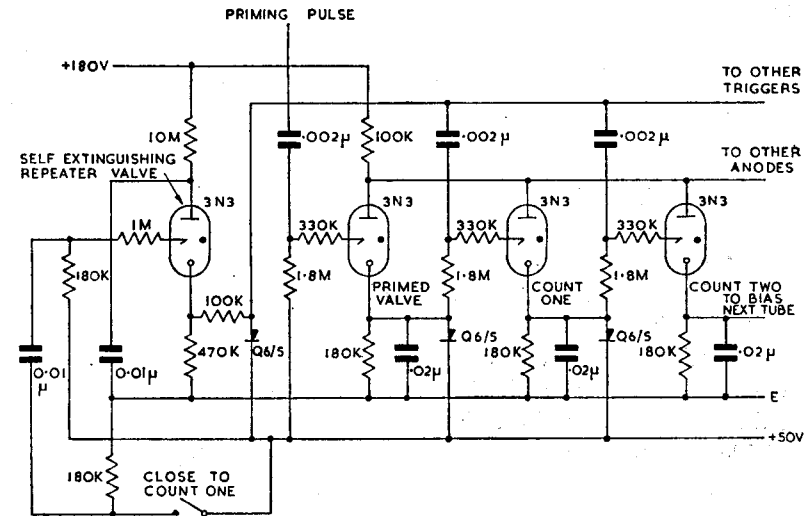 PRIMING PULSE
+180V
TO OTHER
TRIGGERS
10M
.002µ
100K
.002µ
.002µ
SELF EXTINGUISHING
REPEATER VALVE
TO OTHER
ANODES
3N3
3N3
3N3
3N3
1M
330K
330K
330K
180K
100K
1.8M
PRIMED
VALVE
1.8M
COUNT
ONE
1.8M
COUNT TWO
TO BIAS
NEXT TUBE
0.01
µ
0.01µ
470K
Q6/S
180K
.02µ
Q6/S
180K
.02µ
Q6/S
180K
.02µ
E
+50V
180K
CLOSE TO
COUNT ONE